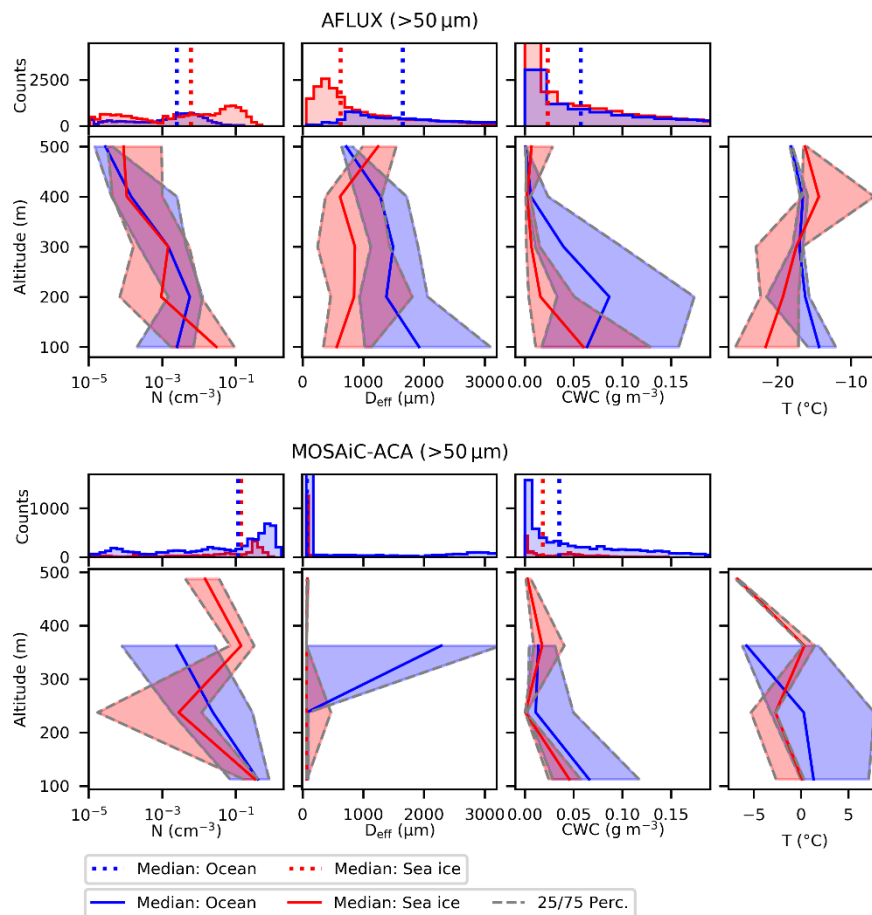 AFLUX (>50 µm)
Counts
2500
0
Altitude (m)
500
400
300
200
100
10⁻⁵ 10⁻³ 10⁻¹
N (cm⁻³)
0 1000 2000 3000
D_eff (µm)
0.00 0.05 0.10 0.15
CWC (g m⁻³)
−20 −10
T (°C)
MOSAiC-ACA (>50 µm)
Counts
1000
0
Altitude (m)
500
400
300
200
100
10⁻⁵ 10⁻³ 10⁻¹
N (cm⁻³)
0 1000 2000 3000
D_eff (µm)
0.00 0.05 0.10 0.15
CWC (g m⁻³)
−5 0 5
T (°C)
Median: Ocean Median: Sea ice
Median: Ocean Median: Sea ice 25/75 Perc.